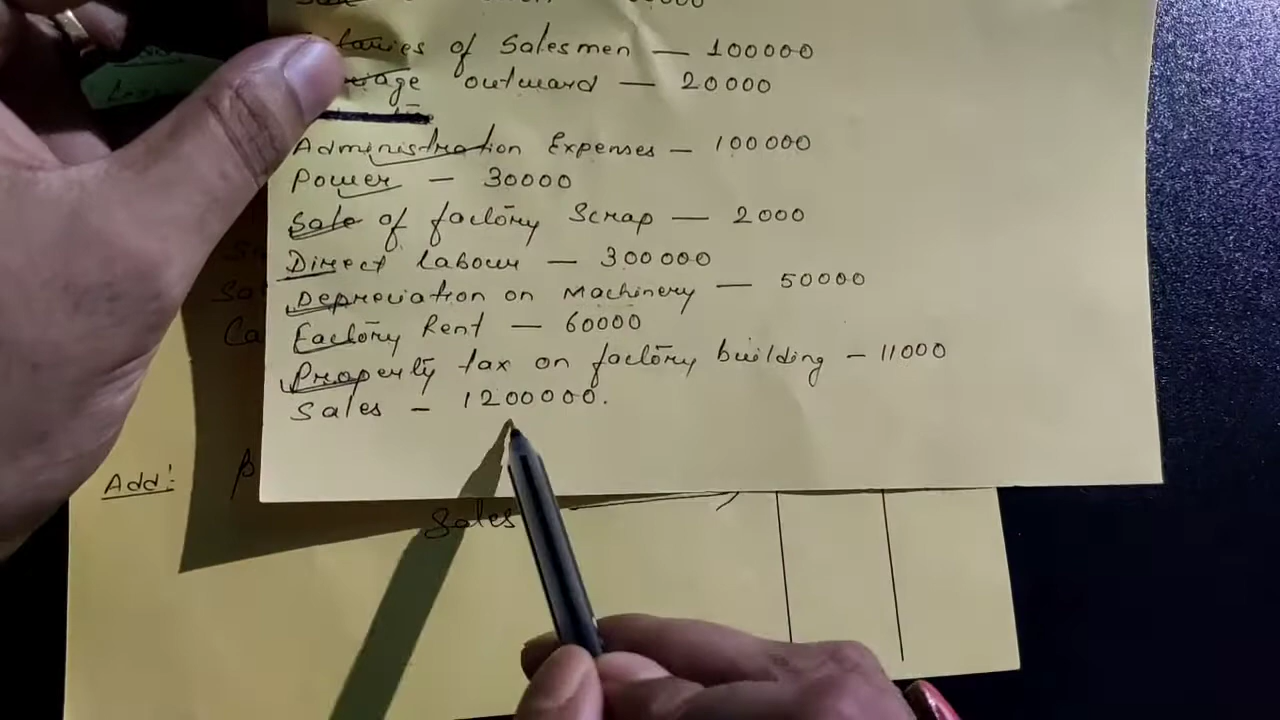 Salaries of Salesmen — 100000
outward — 20000
Administration Expenses — 100000
Power — 30000
Sale of factory Scrap — 2000
Direct labour — 300000
Depreciation on Machinery — 50000
Factory Rent — 60000
Property tax on factory building — 11000
Sales — 1200000.
Add:
Sales